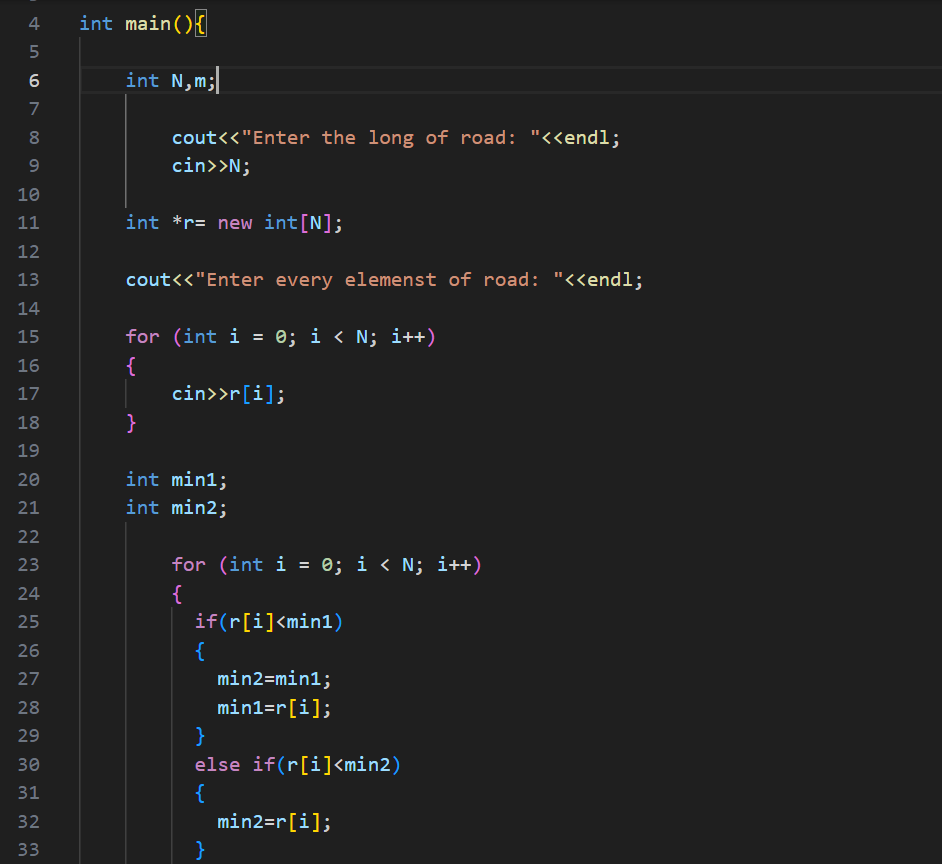 4 int main(){
5
6 int N,m;
7
8 cout<<"Enter the long of road: "<<endl;
9 cin>>N;
10
11 int *r= new int[N];
12
13 cout<<"Enter every elemenst of road: "<<endl;
14
15 for (int i = 0; i < N; i++)
16 {
17 cin>>r[i];
18 }
19
20 int min1;
21 int min2;
22
23 for (int i = 0; i < N; i++)
24 {
25 if(r[i]<min1)
26 {
27 min2=min1;
28 min1=r[i];
29 }
30 else if(r[i]<min2)
31 {
32 min2=r[i];
33 }